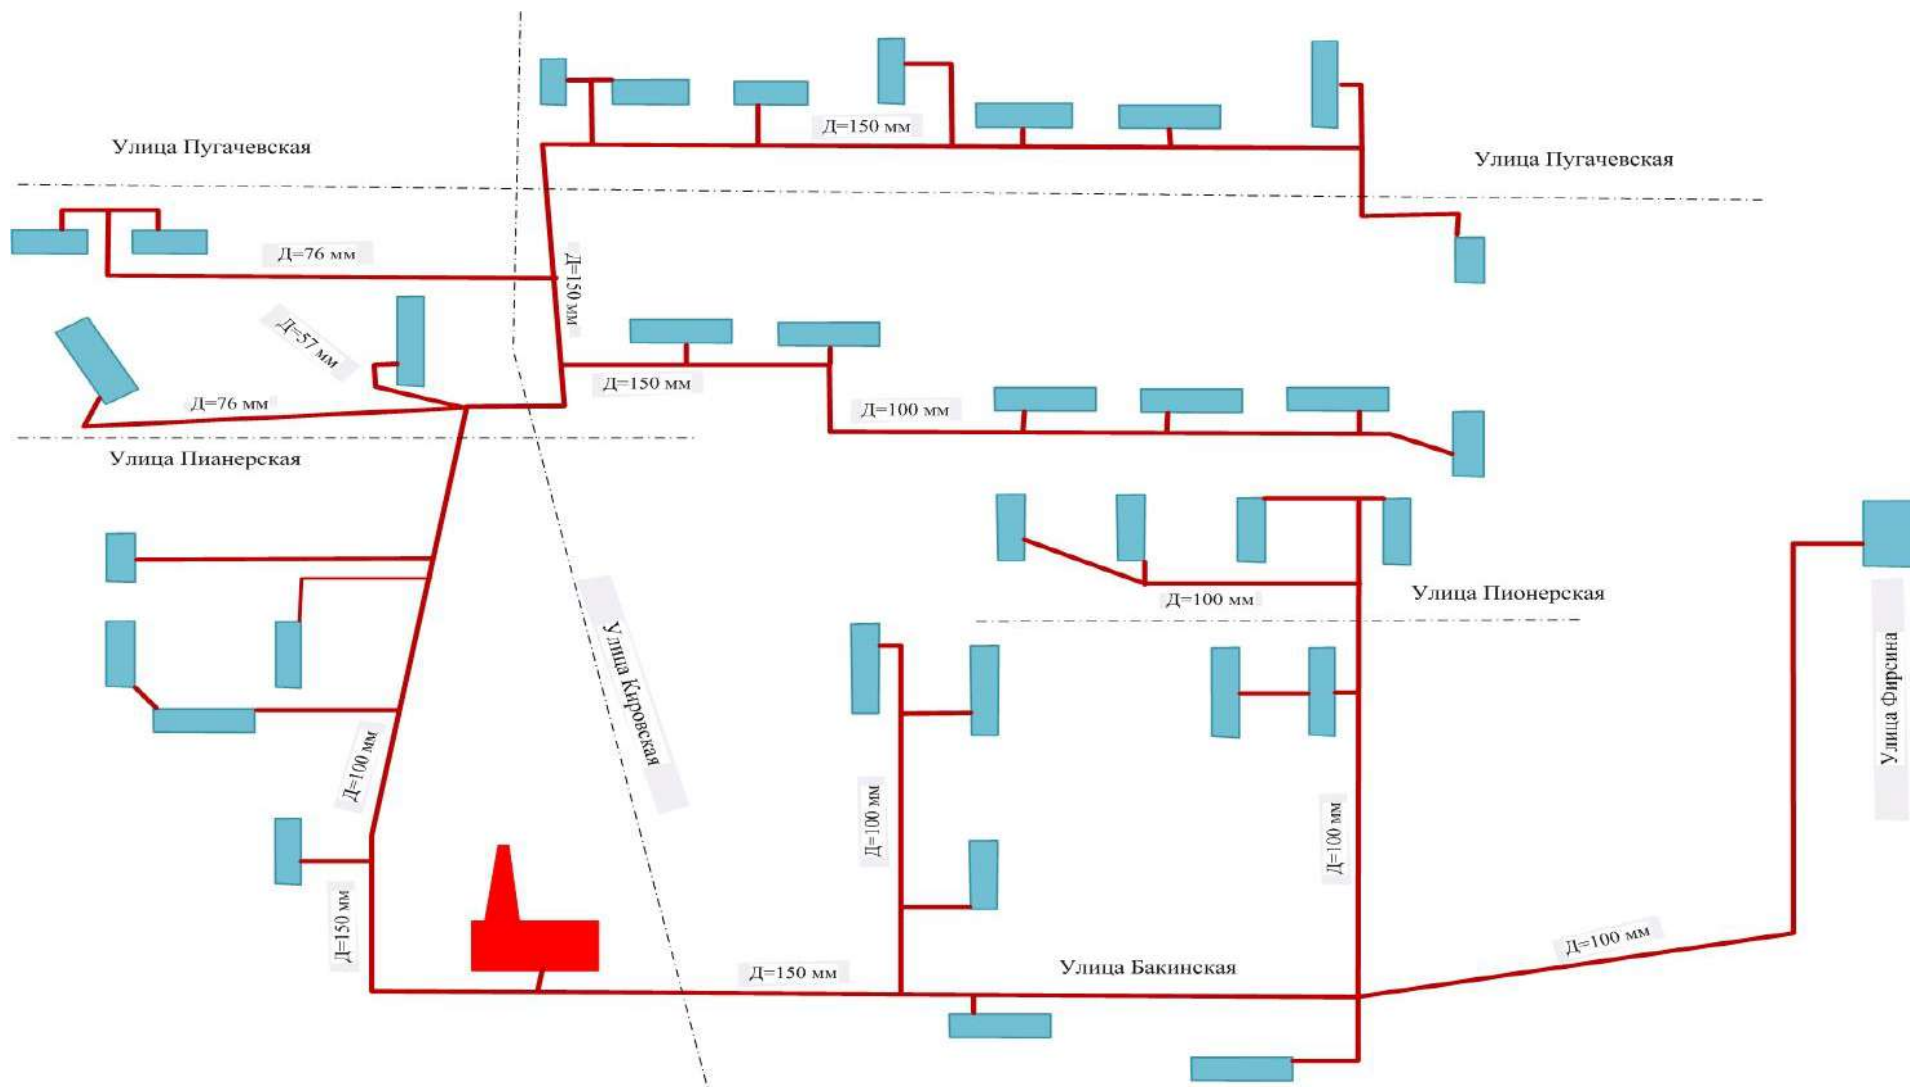 Д=150 мм
Улица Пугачевская
Улица Пугачевская
Д=76 мм
Д=150 мм
Д=57 мм
Д=150 мм
Д=76 мм
Д=100 мм
Улица Пианерская
Д=100 мм
Улица Пионерская
Улица Кировская
Улица Фирсина
Д=100 мм
Д=100 мм
Д=100 мм
Д=150 мм
Д=100 мм
Д=150 мм
Улица Бакинская